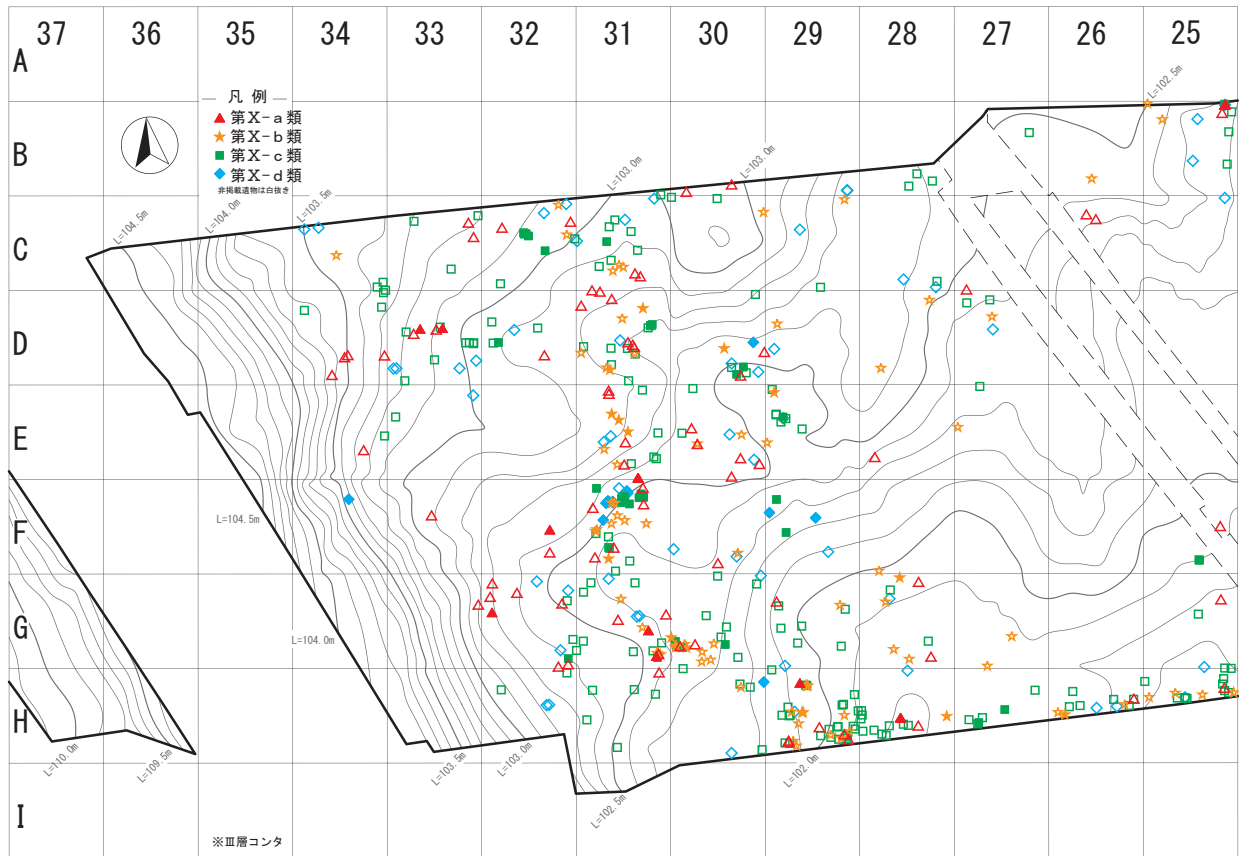 37 36 35 34 33 32 31 30 29 28 27 26 25
A
L=102.5m
凡例
▲ 第Ⅹ-a類
★ 第Ⅹ-b類
■ 第Ⅹ-c類
◆ 第Ⅹ-d類
非掲載遺物は白抜き
B
L=103.0m
L=103.0m
L=103.5m
L=104.0m
L=104.5m
C
D
E
L=104.5m
F
L=104.0m
G
H
L=110.0m
L=109.5m
L=103.5m
L=103.0m
L=102.5m
L=102.0m
I
※Ⅲ層コンタ